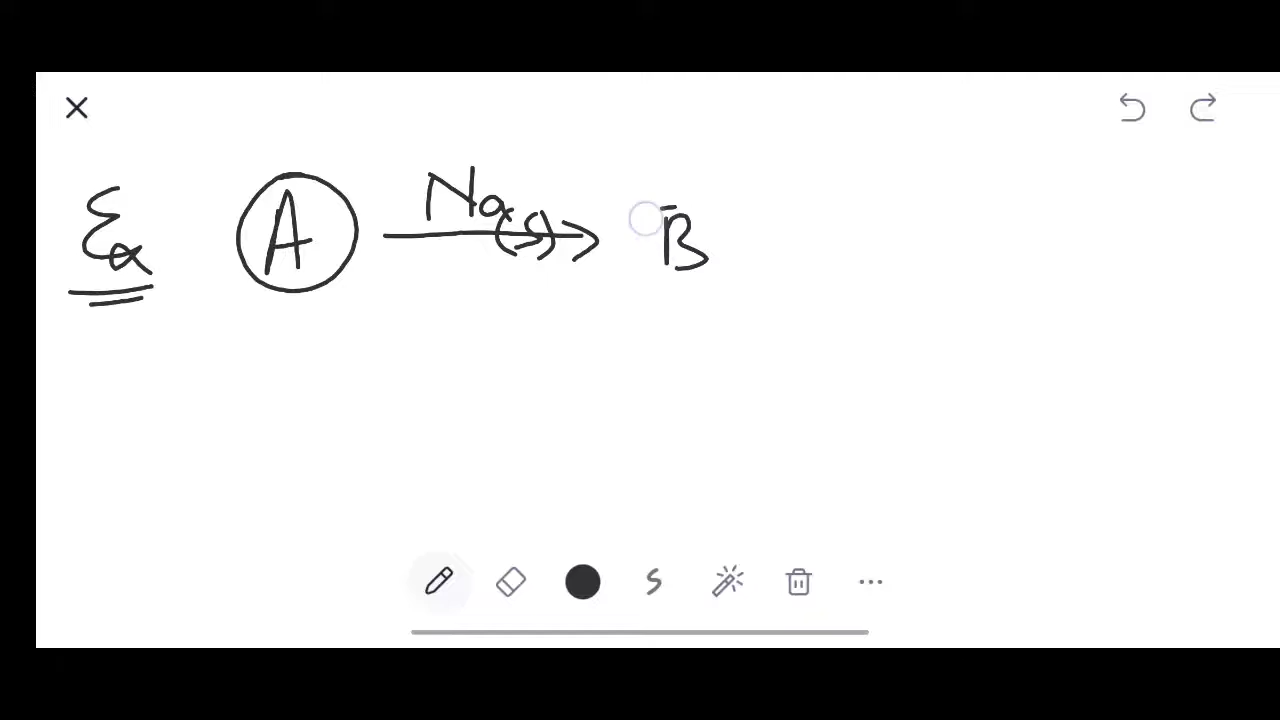 Ex A Na(s) → B